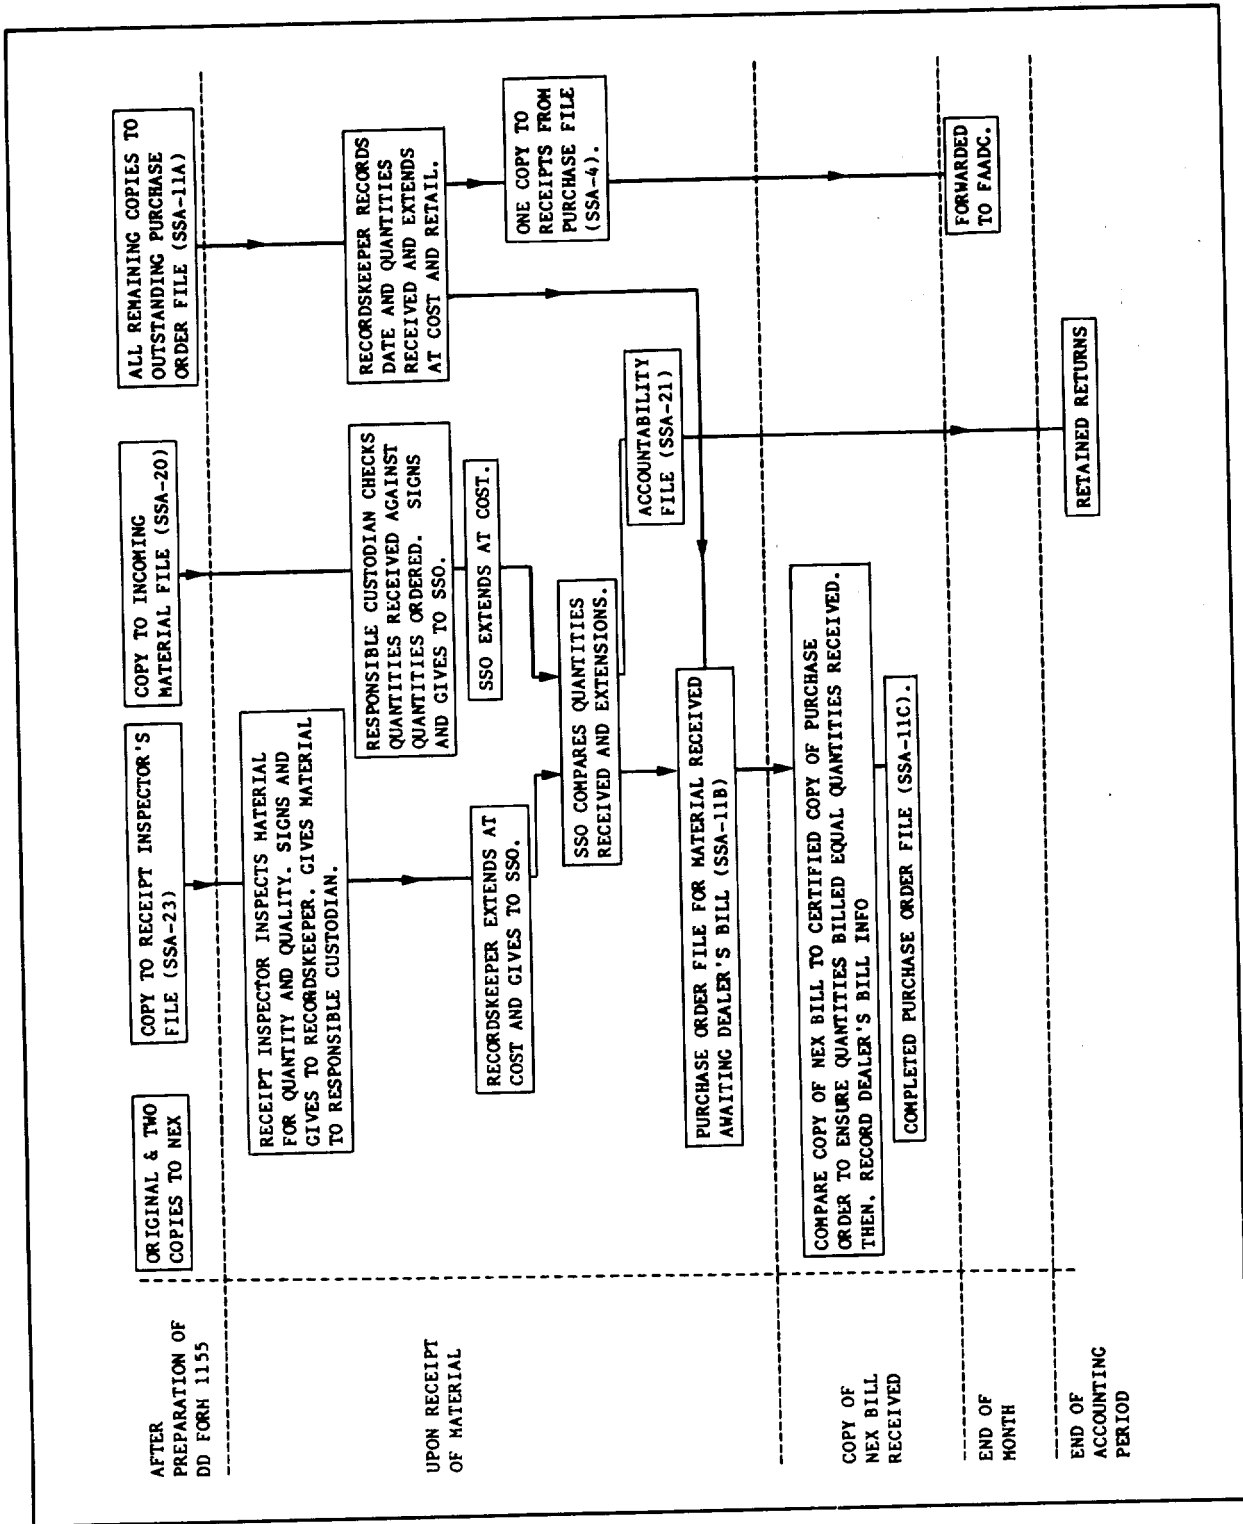 AFTER
PREPARATION OF
DD FORM 1155
ORIGINAL & TWO
COPIES TO NEX
COPY TO RECEIPT INSPECTOR'S
FILE (SSA-23)
COPY TO INCOMING
MATERIAL FILE (SSA-20)
ALL REMAINING COPIES TO
OUTSTANDING PURCHASE
ORDER FILE (SSA-11A)
UPON RECEIPT
OF MATERIAL
RECEIPT INSPECTOR INSPECTS MATERIAL
FOR QUANTITY AND QUALITY. SIGNS AND
GIVES TO RECORDSKEEPER. GIVES MATERIAL
TO RESPONSIBLE CUSTODIAN.
RESPONSIBLE CUSTODIAN CHECKS
QUANTITIES RECEIVED AGAINST
QUANTITIES ORDERED. SIGNS
AND GIVES TO SSO.
RECORDSKEEPER RECORDS
DATE AND QUANTITIES
RECEIVED AND EXTENDS
AT COST AND RETAIL.
RECORDSKEEPER EXTENDS AT
COST AND GIVES TO SSO.
SSO EXTENDS AT COST.
ONE COPY TO
RECEIPTS FROM
PURCHASE FILE
(SSA-4).
SSO COMPARES QUANTITIES
RECEIVED AND EXTENSIONS.
ACCOUNTABILITY
FILE (SSA-21)
PURCHASE ORDER FILE FOR MATERIAL RECEIVED
AWAITING DEALER'S BILL (SSA-11B)
COPY OF
NEX BILL
RECEIVED
COMPARE COPY OF NEX BILL TO CERTIFIED COPY OF PURCHASE
ORDER TO ENSURE QUANTITIES BILLED EQUAL QUANTITIES RECEIVED.
THEN. RECORD DEALER'S BILL INFO
COMPLETED PURCHASE ORDER FILE (SSA-11C).
END OF
MONTH
FORWARDED
TO FAADC.
END OF
ACCOUNTING
PERIOD
RETAINED RETURNS